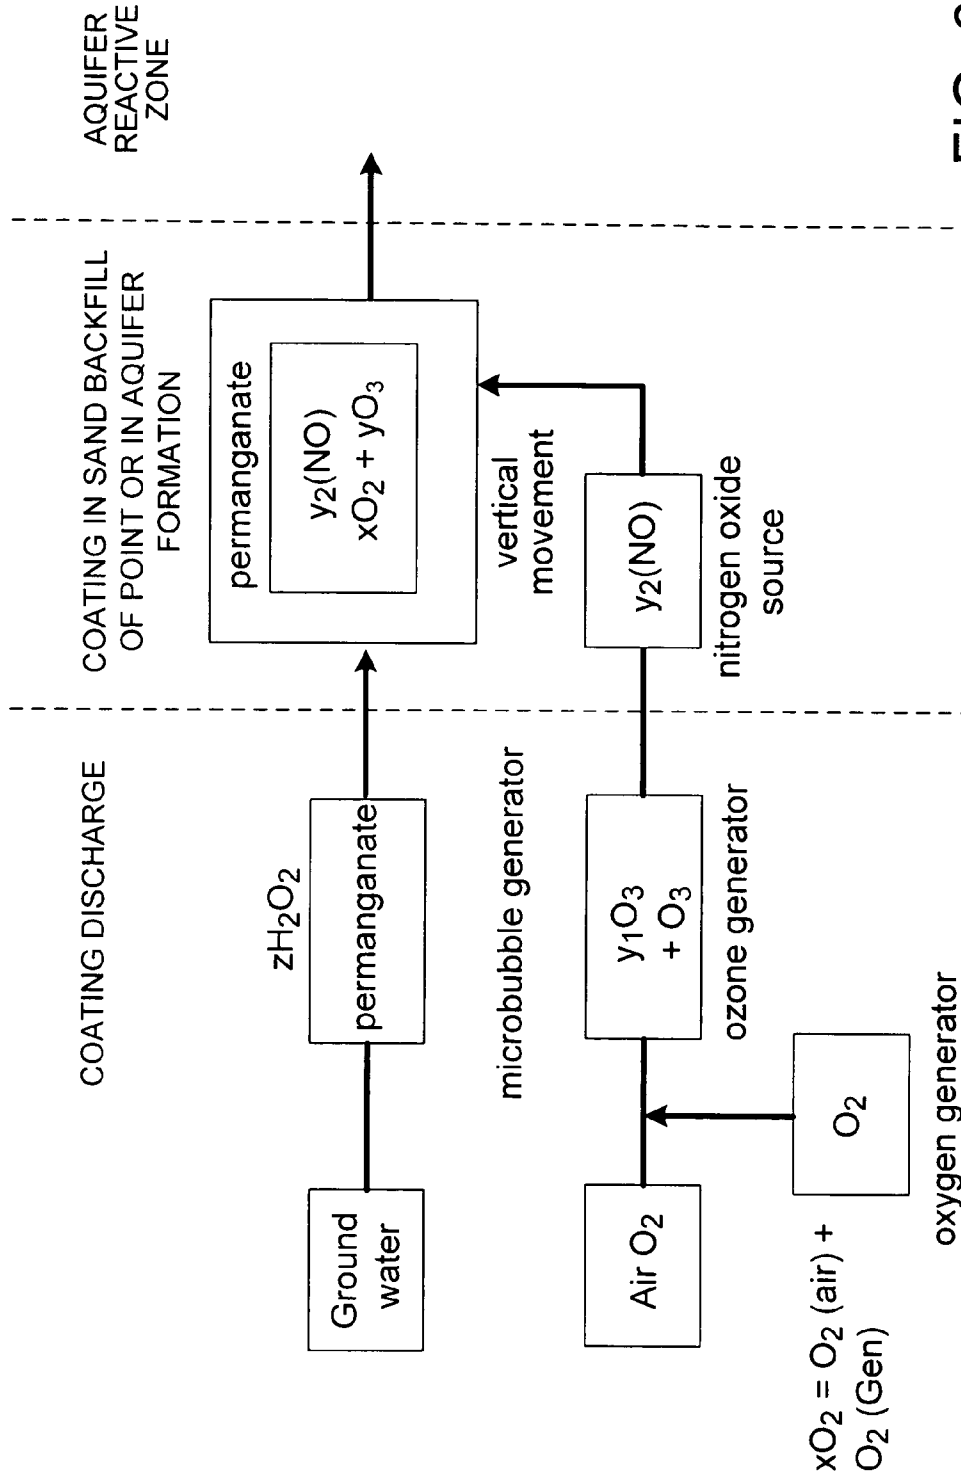 COATING DISCHARGE
COATING IN SAND BACKFILL
OF POINT OR IN AQUIFER
FORMATION
AQUIFER
REACTIVE
ZONE
Ground
water
zH₂O₂
permanganate
permanganate
y₂(NO)
xO₂ + yO₃
vertical
movement
microbubble generator
Air O₂
y₁O₃
+ O₃
ozone generator
y₂(NO)
nitrogen oxide
source
O₂
oxygen generator
xO₂ = O₂ (air) +
O₂ (Gen)
FIG.